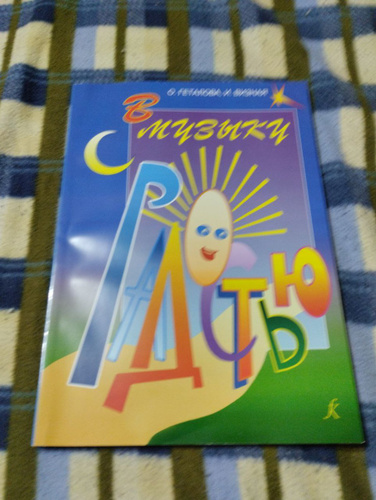 О. ГЕТАЛОВА, И. ВИЗНАЯ
В
МУЗЫКУ
С
РАДОСТЬЮ